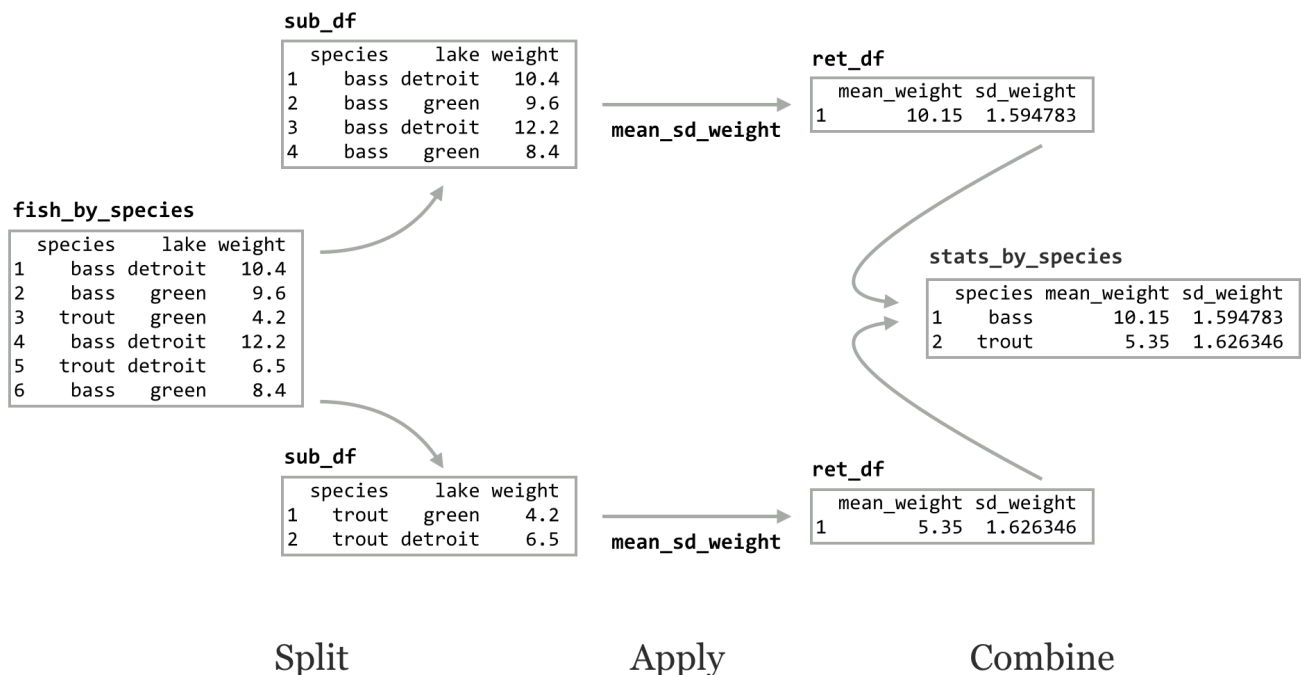 sub_df
species lake weight
1 bass detroit 10.4
2 bass green 9.6
3 bass detroit 12.2
4 bass green 8.4
mean_sd_weight
ret_df
mean_weight sd_weight
1 10.15 1.594783
fish_by_species
species lake weight
1 bass detroit 10.4
2 bass green 9.6
3 trout green 4.2
4 bass detroit 12.2
5 trout detroit 6.5
6 bass green 8.4
stats_by_species
species mean_weight sd_weight
1 bass 10.15 1.594783
2 trout 5.35 1.626346
sub_df
species lake weight
1 trout green 4.2
2 trout detroit 6.5
mean_sd_weight
ret_df
mean_weight sd_weight
1 5.35 1.626346
Split Apply Combine